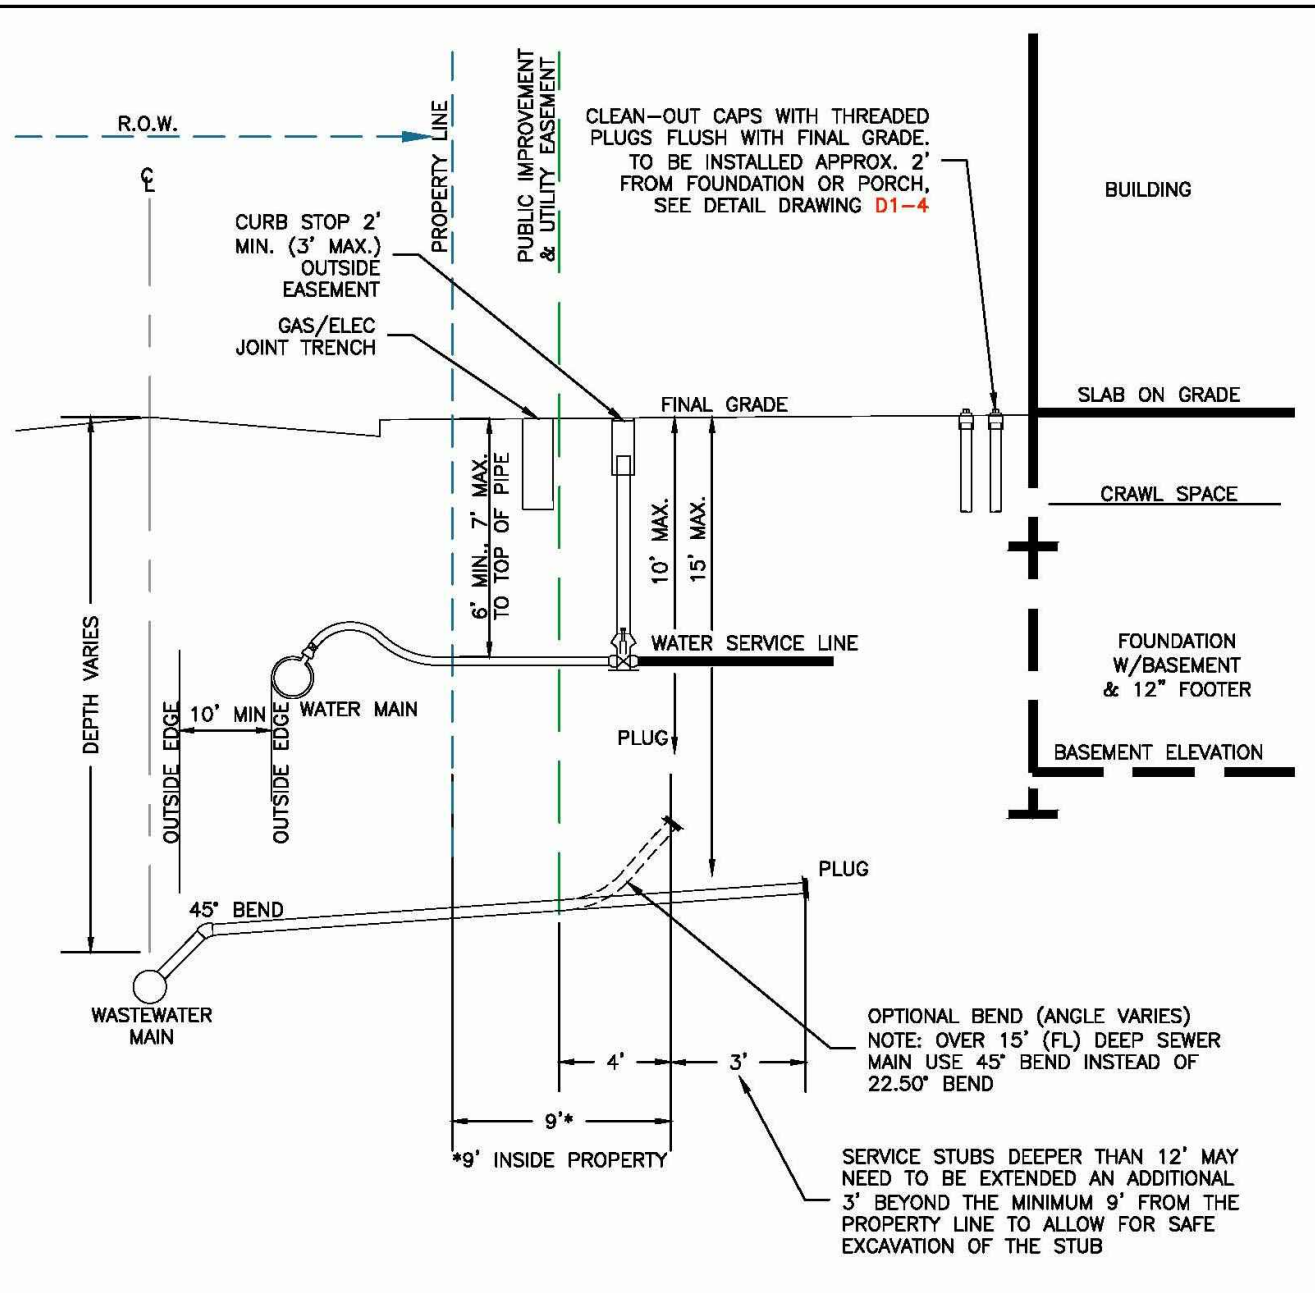 R.O.W.
℄
PROPERTY LINE
PUBLIC IMPROVEMENT
& UTILITY EASEMENT
CLEAN-OUT CAPS WITH THREADED
PLUGS FLUSH WITH FINAL GRADE.
TO BE INSTALLED APPROX. 2'
FROM FOUNDATION OR PORCH,
SEE DETAIL DRAWING D1-4
BUILDING
CURB STOP 2'
MIN. (3' MAX.)
OUTSIDE
EASEMENT
GAS/ELEC
JOINT TRENCH
FINAL GRADE
SLAB ON GRADE
CRAWL SPACE
6' MIN., 7' MAX.
TO TOP OF PIPE
10' MAX.
15' MAX.
DEPTH VARIES
WATER SERVICE LINE
FOUNDATION
W/BASEMENT
& 12" FOOTER
OUTSIDE EDGE
10' MIN
OUTSIDE EDGE
WATER MAIN
PLUG
BASEMENT ELEVATION
PLUG
45° BEND
WASTEWATER
MAIN
OPTIONAL BEND (ANGLE VARIES)
NOTE: OVER 15' (FL) DEEP SEWER
MAIN USE 45° BEND INSTEAD OF
22.50° BEND
4'
3'
9'*
*9' INSIDE PROPERTY
SERVICE STUBS DEEPER THAN 12' MAY
NEED TO BE EXTENDED AN ADDITIONAL
3' BEYOND THE MINIMUM 9' FROM THE
PROPERTY LINE TO ALLOW FOR SAFE
EXCAVATION OF THE STUB